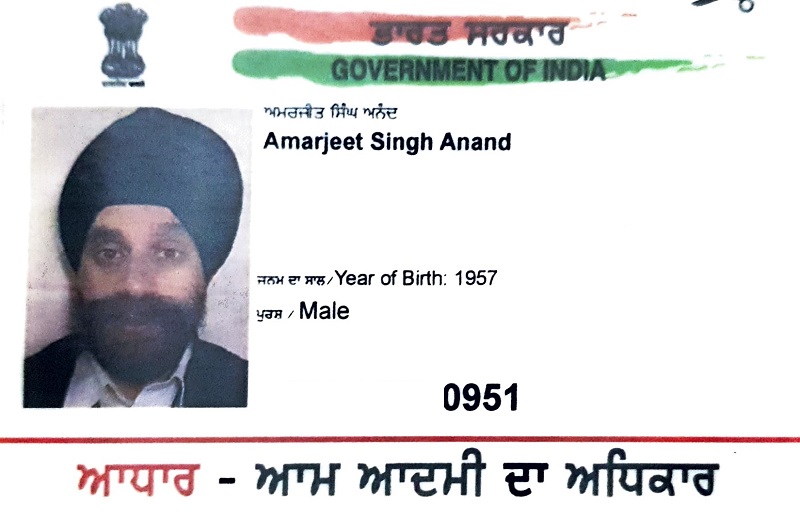 ਭਾਰਤ ਸਰਕਾਰ
GOVERNMENT OF INDIA
ਅਮਰਜੀਤ ਸਿੰਘ ਅਨੰਦ
Amarjeet Singh Anand
ਜਨਮ ਦਾ ਸਾਲ/Year of Birth: 1957
ਪੁਰਸ਼ / Male
0951
ਆਧਾਰ - ਆਮ ਆਦਮੀ ਦਾ ਅਧਿਕਾਰ